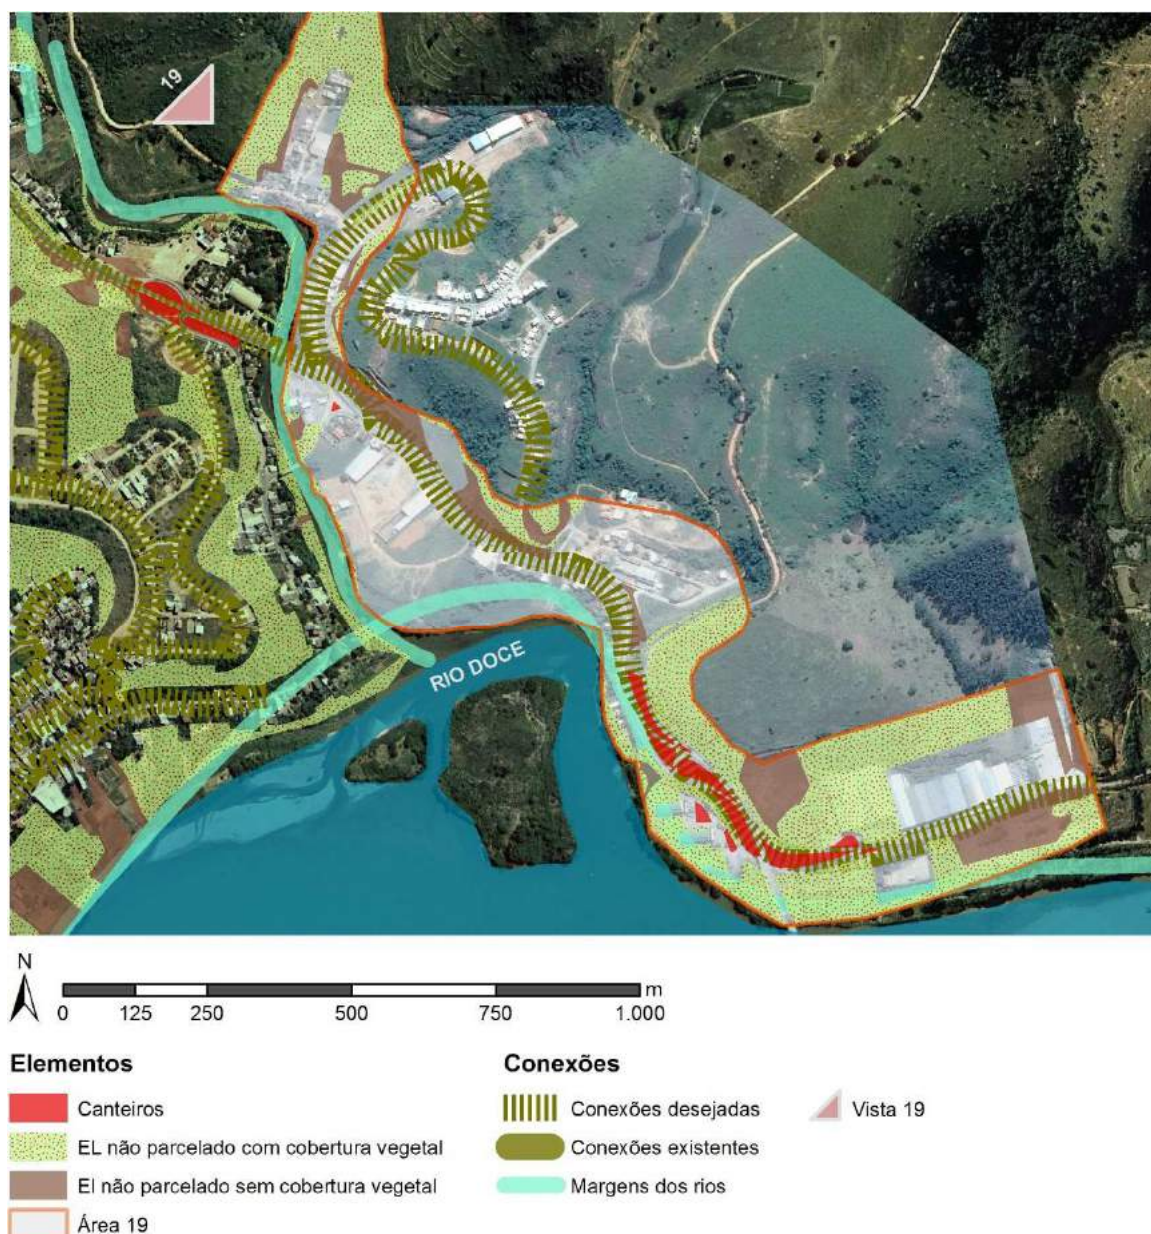 19
RIO DOCE
N
0 125 250 500 750 1.000 m
Elementos
Canteiros
EL não parcelado com cobertura vegetal
El não parcelado sem cobertura vegetal
Área 19
Conexões
Conexões desejadas
Conexões existentes
Margens dos rios
Vista 19